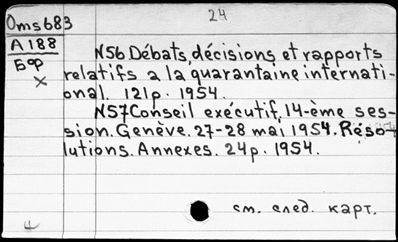 24
Oms683
A188
БФ
N56 Débats, décisions et rapports
relatifs a la quarantaine internati-
onal. 121p. 1954.
N57 Conseil exécutif, 14-ème ses-
sion. Genève. 27-28 mai 1954. Réso-
lutions. Annexes. 24p. 1954.
см. след. карт.